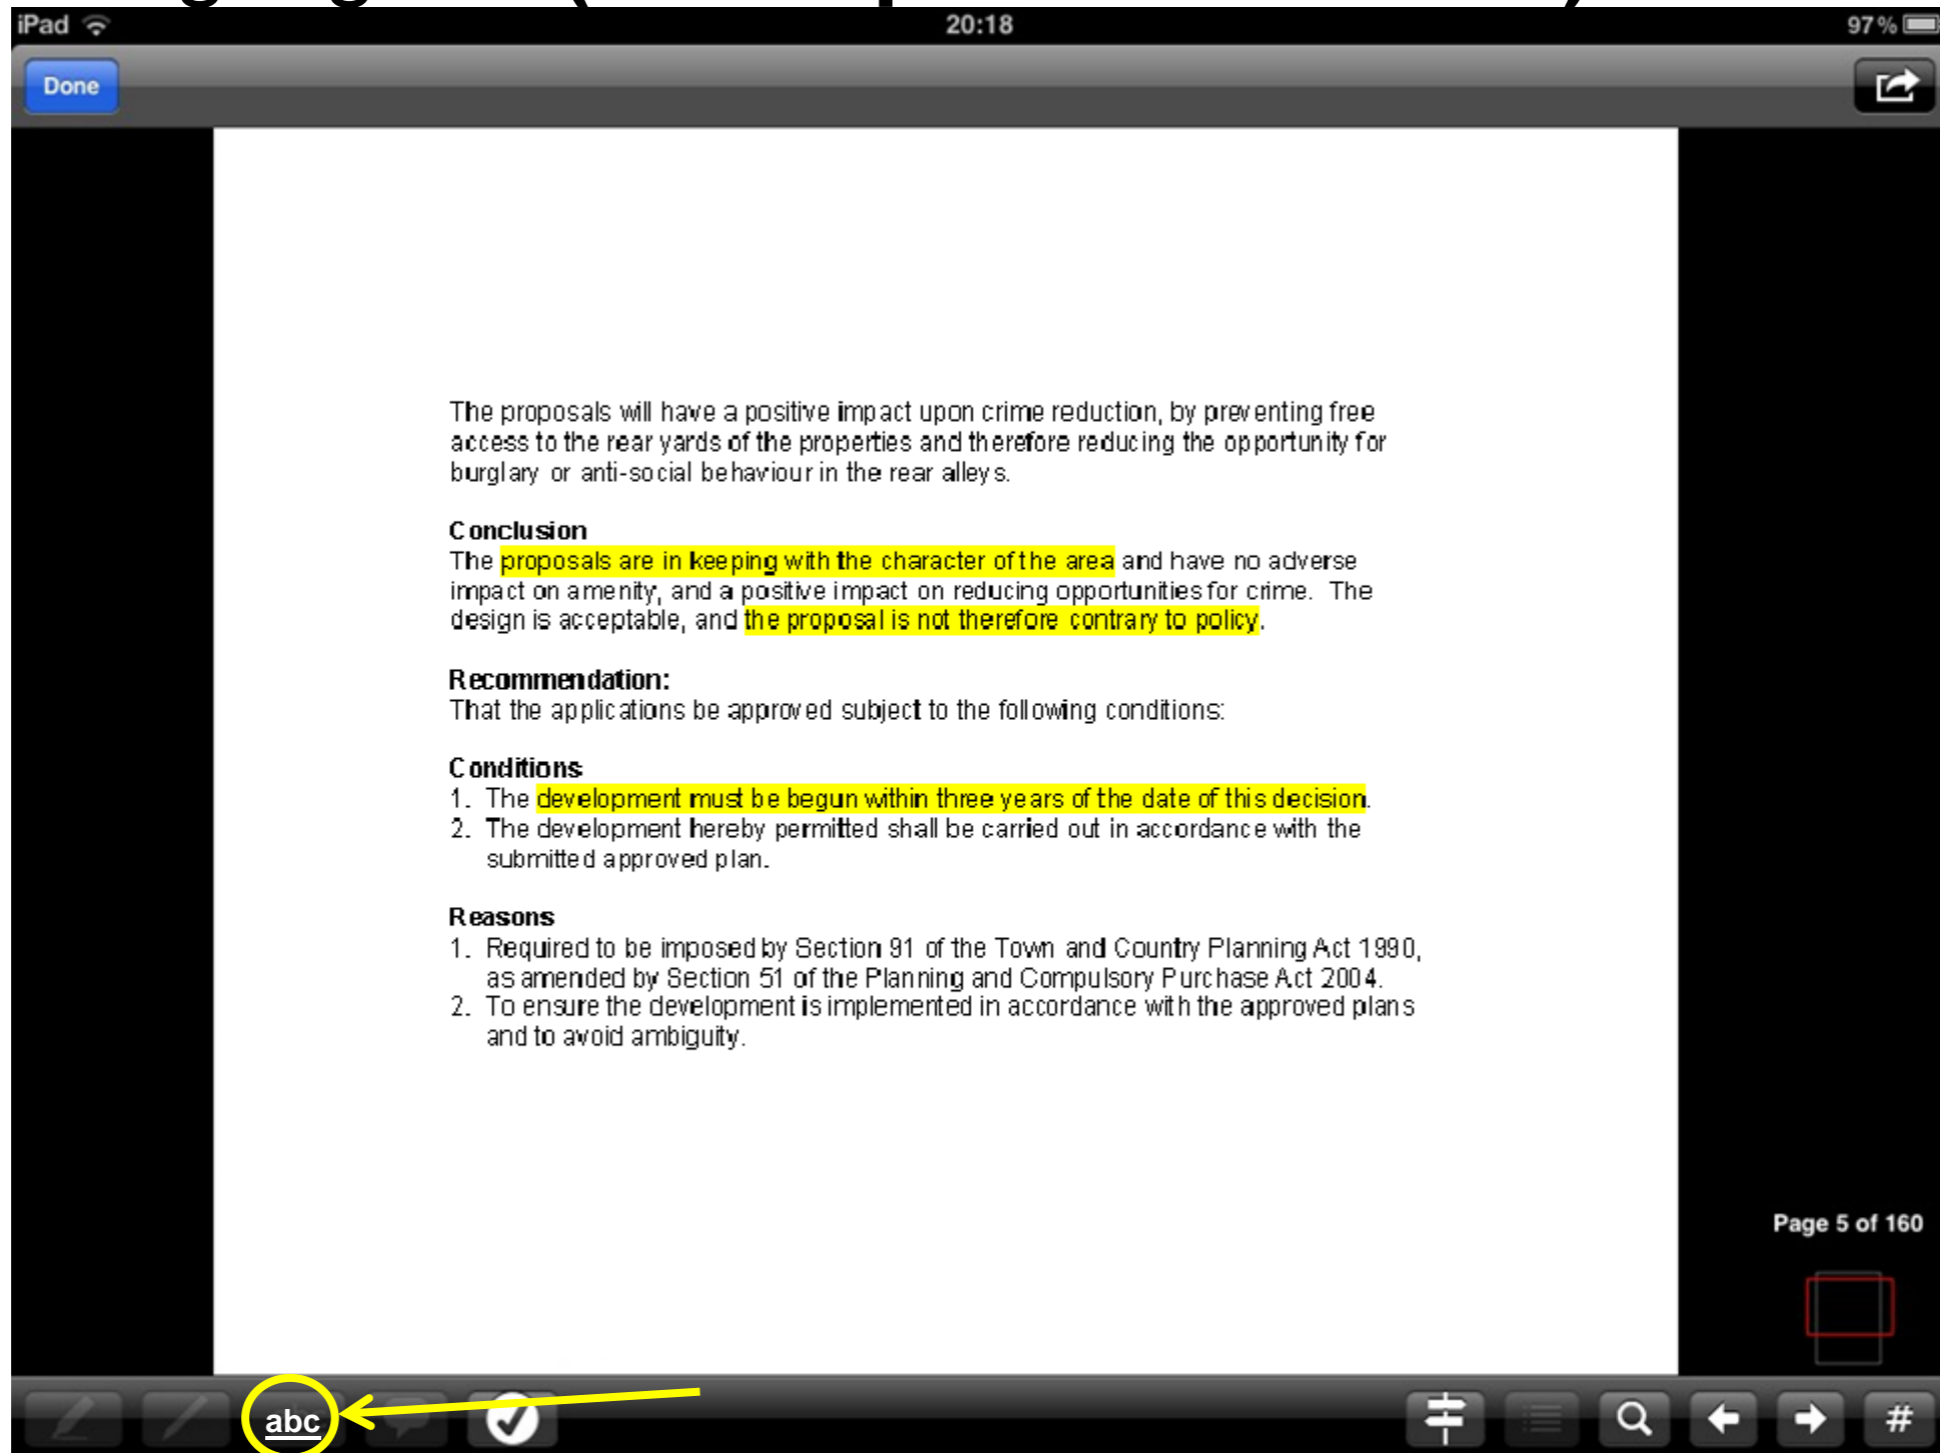 iPad 20:18 97%
Done
The proposals will have a positive impact upon crime reduction, by preventing free
access to the rear yards of the properties and therefore reducing the opportunity for
burglary or anti-social behaviour in the rear alleys.
Conclusion
The proposals are in keeping with the character of the area and have no adverse
impact on amenity, and a positive impact on reducing opportunities for crime. The
design is acceptable, and the proposal is not therefore contrary to policy.
Recommendation:
That the applications be approved subject to the following conditions:
Conditions
1. The development must be begun within three years of the date of this decision.
2. The development hereby permitted shall be carried out in accordance with the
submitted approved plan.
Reasons
1. Required to be imposed by Section 91 of the Town and Country Planning Act 1990,
as amended by Section 51 of the Planning and Compulsory Purchase Act 2004.
2. To ensure the development is implemented in accordance with the approved plans
and to avoid ambiguity.
Page 5 of 160
abc #